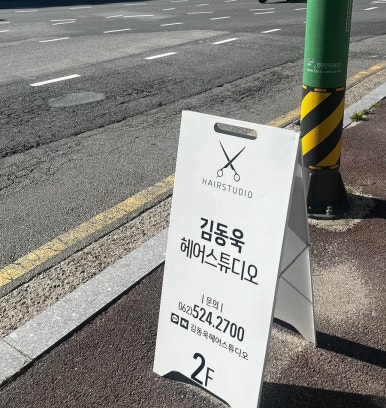 HAIRSTUDIO
김동욱
헤어스튜디오
| 문의 |
062)524.2700
김동욱헤어스튜디오
2F